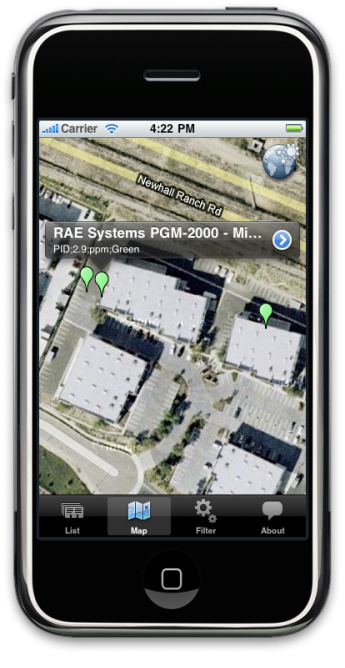 Carrier 4:22 PM
Newhall Ranch Rd
RAE Systems PGM-2000 - Mi...
PID;2.9;ppm;Green
List Map Filter About